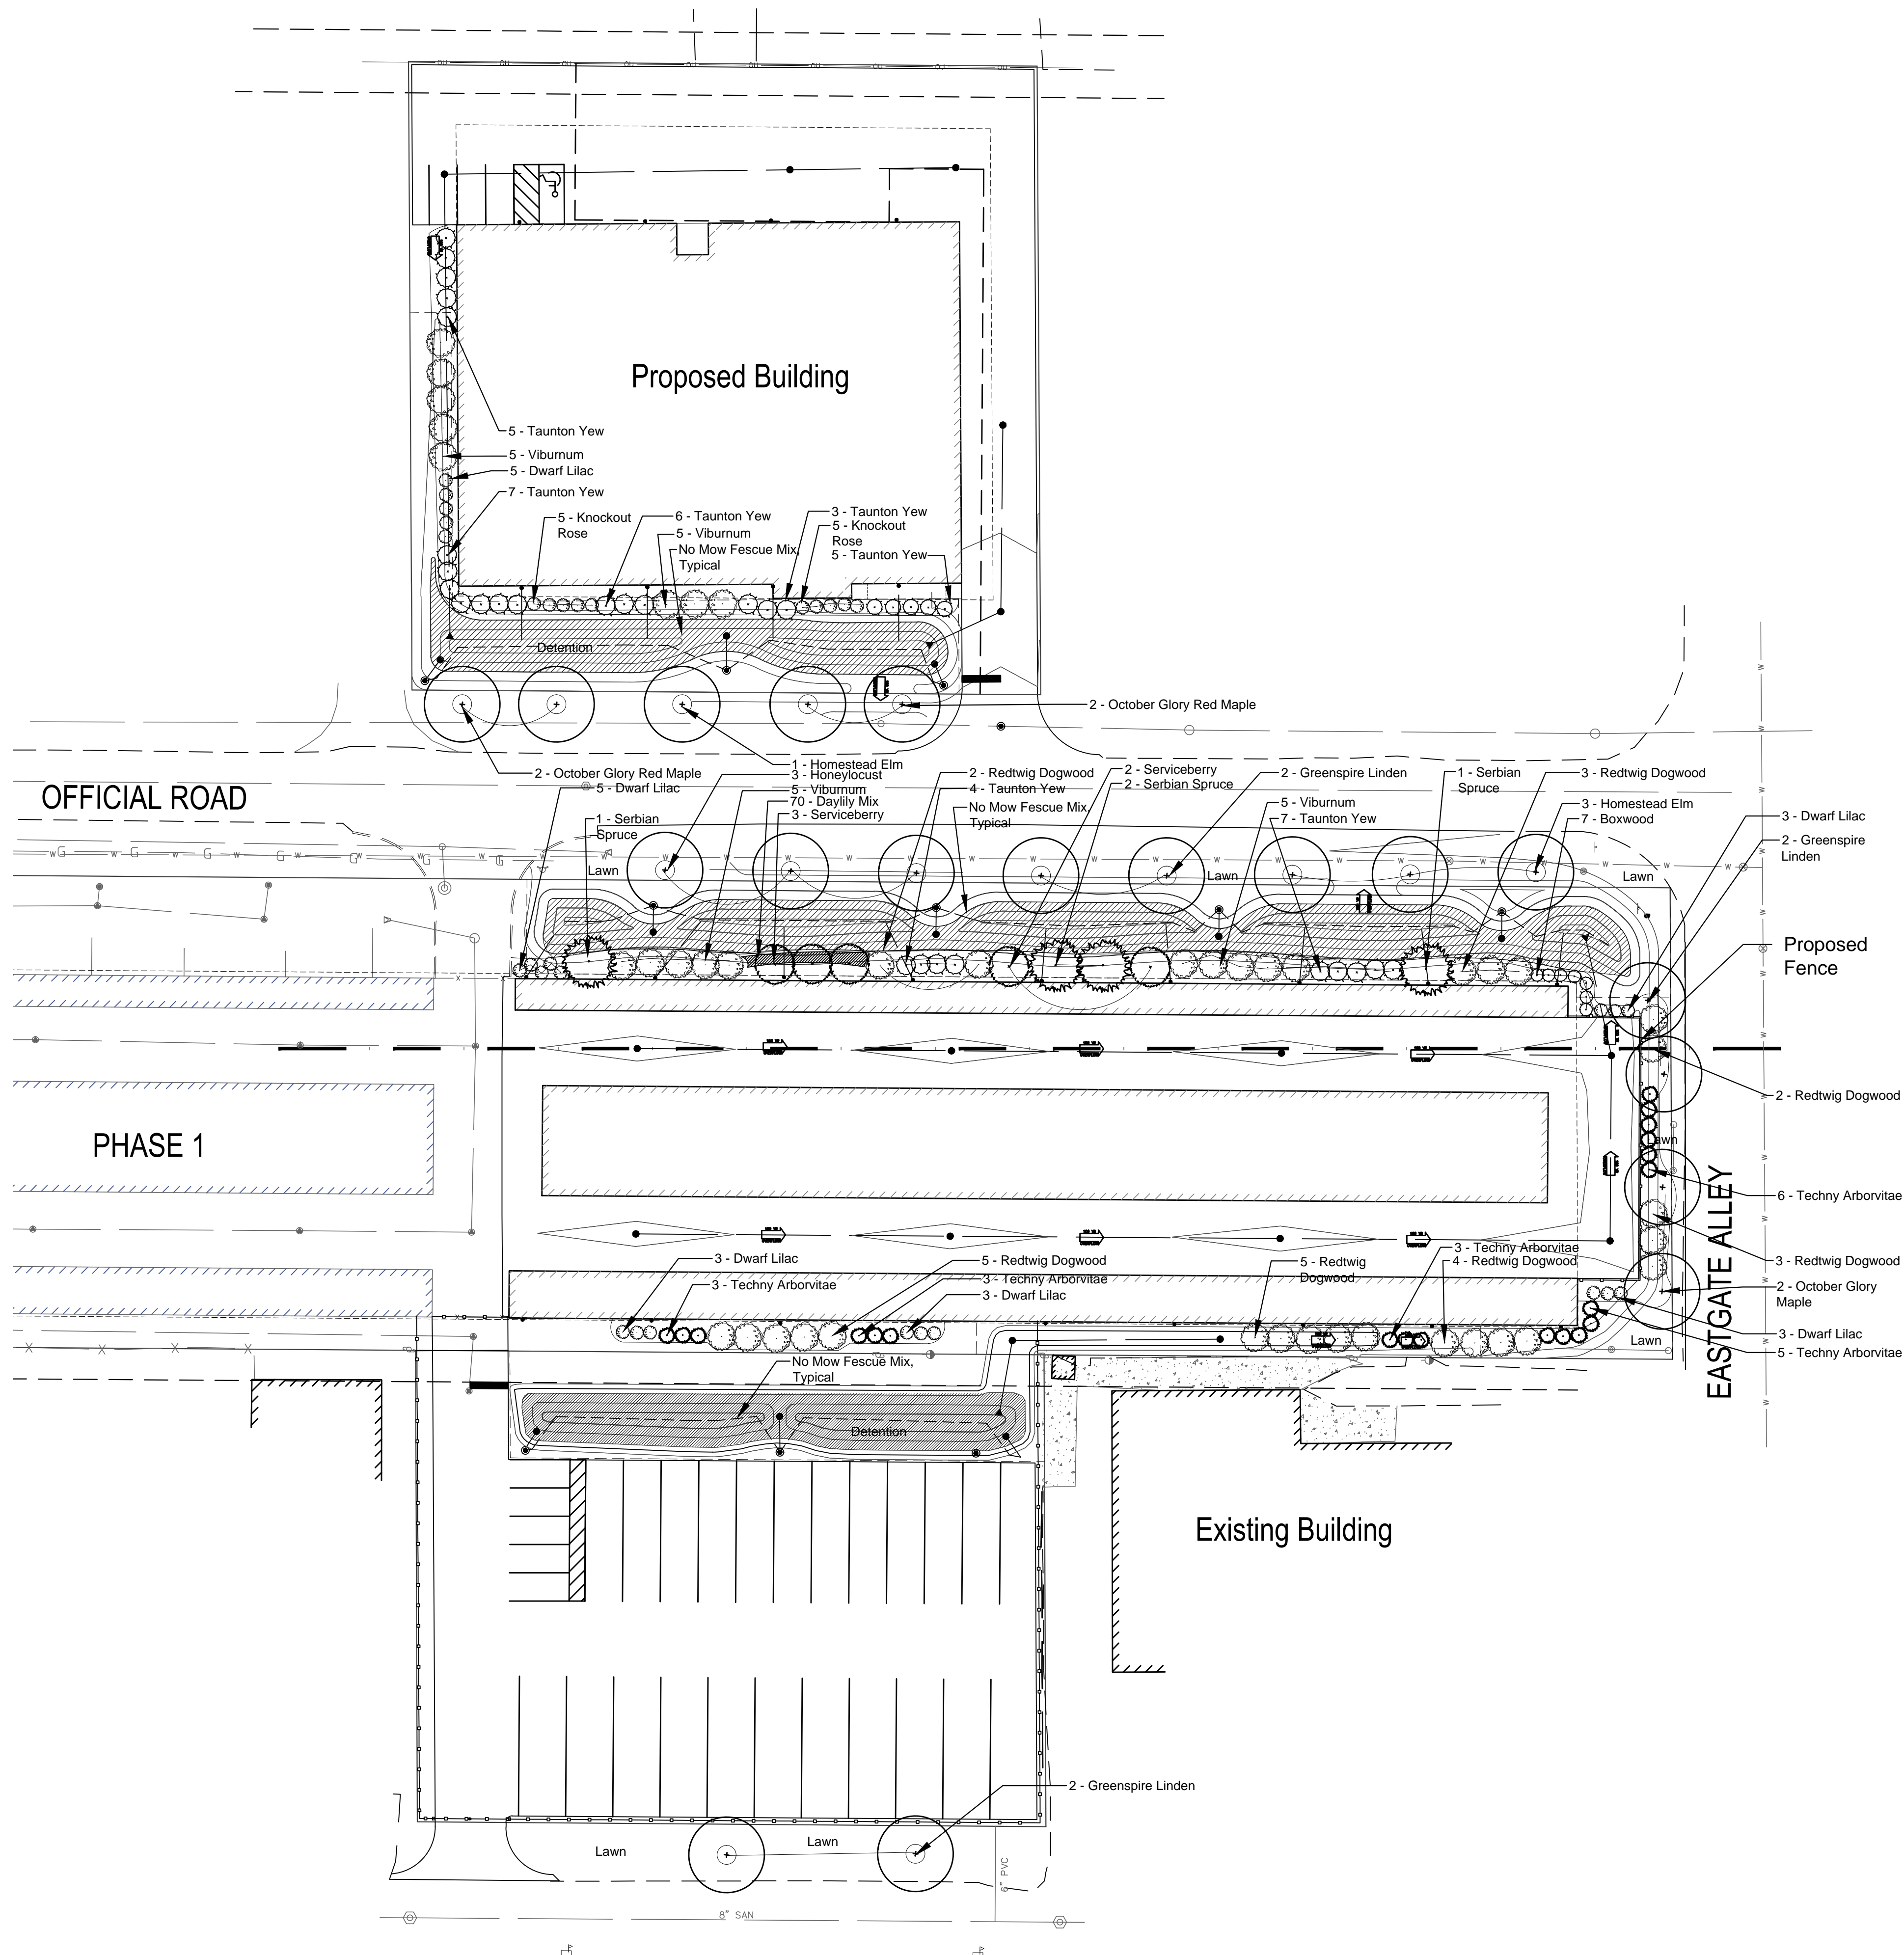 OU OU OU OU OU OU OU OU OU
Proposed Building
5 - Taunton Yew
5 - Viburnum
5 - Dwarf Lilac
7 - Taunton Yew
5 - Knockout
Rose
6 - Taunton Yew
5 - Viburnum
No Mow Fescue Mix,
Typical
3 - Taunton Yew
5 - Knockout
Rose
5 - Taunton Yew
Detention
2 - October Glory Red Maple
1 - Homestead Elm
2 - October Glory Red Maple
OFFICIAL ROAD
5 - Dwarf Lilac
1 - Serbian
Spruce
3 - Honeylocust
5 - Viburnum
70 - Daylily Mix
3 - Serviceberry
2 - Redtwig Dogwood
4 - Taunton Yew
No Mow Fescue Mix,
Typical
2 - Serviceberry
2 - Serbian Spruce
2 - Greenspire Linden
5 - Viburnum
7 - Taunton Yew
1 - Serbian
Spruce
3 - Redtwig Dogwood
3 - Homestead Elm
7 - Boxwood
3 - Dwarf Lilac
2 - Greenspire
Linden
Lawn
Lawn
Lawn
Proposed
Fence
2 - Redtwig Dogwood
PHASE 1
Lawn
6 - Techny Arborvitae
EASTGATE ALLEY
3 - Redtwig Dogwood
2 - October Glory
Maple
3 - Dwarf Lilac
5 - Techny Arborvitae
Lawn
3 - Dwarf Lilac
3 - Techny Arborvitae
5 - Redtwig Dogwood
3 - Techny Arborvitae
3 - Dwarf Lilac
5 - Redtwig
Dogwood
3 - Techny Arborvitae
4 - Redtwig Dogwood
No Mow Fescue Mix,
Typical
Detention
Existing Building
2 - Greenspire Linden
Lawn
Lawn
6" PVC
8" SAN